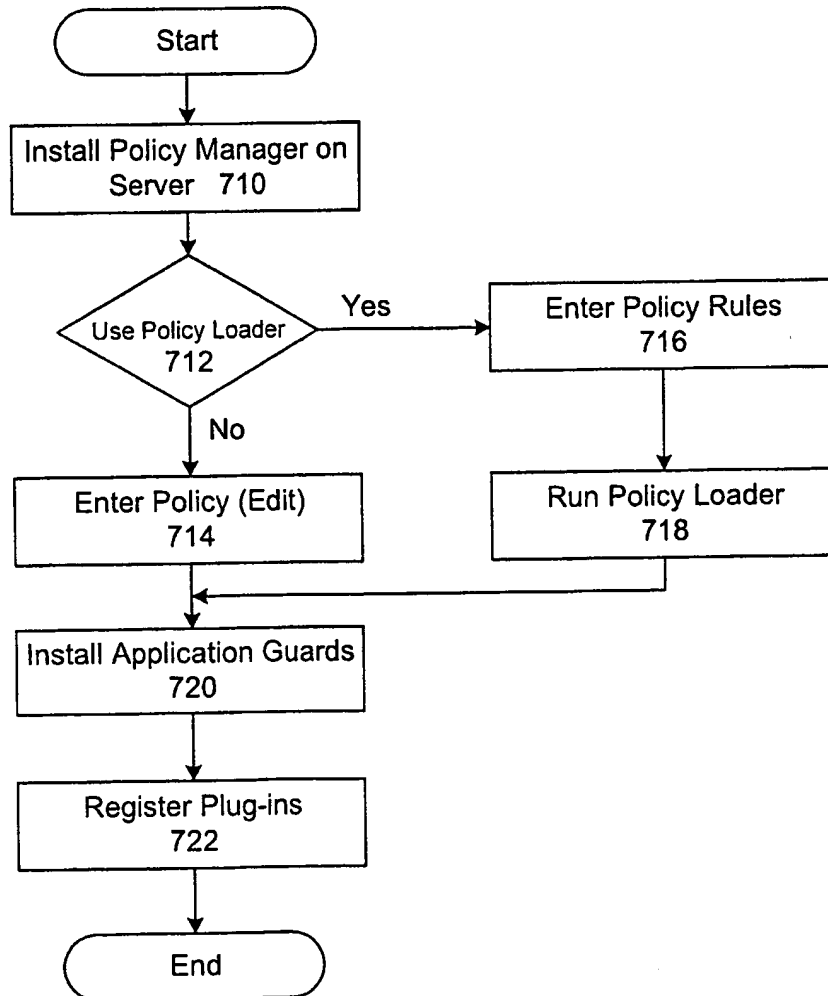 Start
Install Policy Manager on
Server 710
Use Policy Loader
712
Yes
No
Enter Policy Rules
716
Enter Policy (Edit)
714
Run Policy Loader
718
Install Application Guards
720
Register Plug-ins
722
End